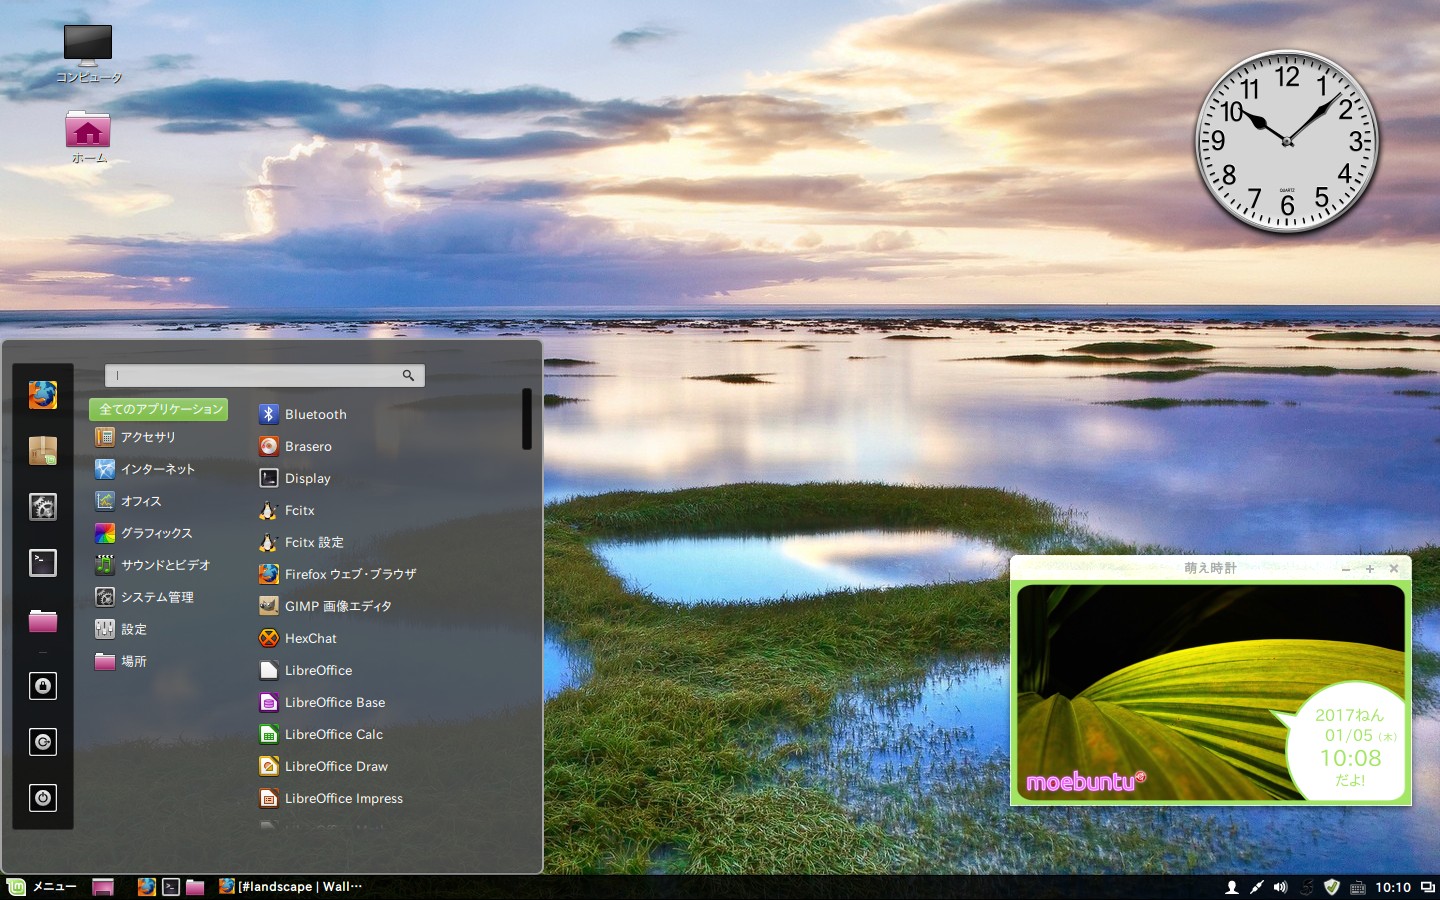 コンピュータ
ホーム
12
11
1
10
2
9
3
8
4
7
5
6
QUARTZ
全てのアプリケーション
アクセサリ
インターネット
オフィス
グラフィックス
サウンドとビデオ
システム管理
設定
場所
Bluetooth
Brasero
Display
Fcitx
Fcitx 設定
Firefox ウェブ・ブラウザ
GIMP 画像エディタ
HexChat
LibreOffice
LibreOffice Base
LibreOffice Calc
LibreOffice Draw
LibreOffice Impress
萌え時計
2017ねん
01/05 (木)
10:08
だよ!
moebuntu
メニュー
[#landscape | Wall…
10:10